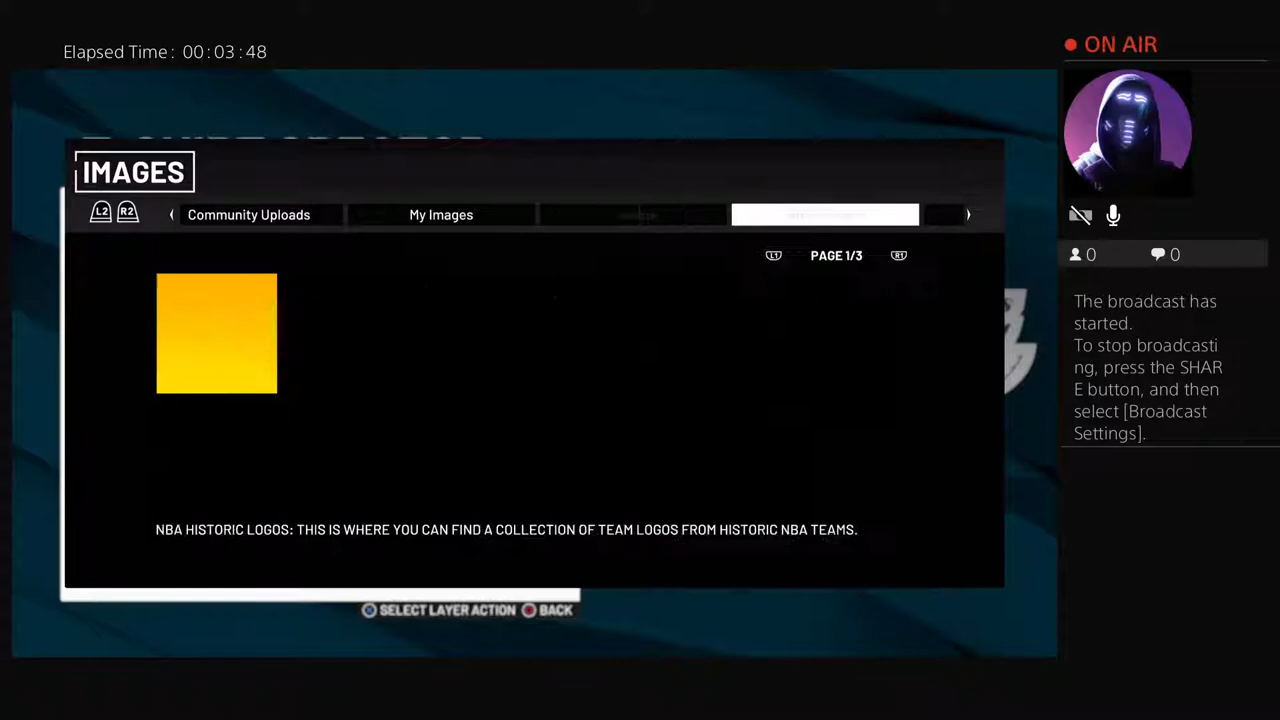 Elapsed Time: 00:03:48
ON AIR
IMAGES
L2 R2 Community Uploads My Images
L1 PAGE 1/3 R1
0 0
The broadcast has
started.
To stop broadcasti
ng, press the SHAR
E button, and then
select [Broadcast
Settings].
NBA HISTORIC LOGOS: THIS IS WHERE YOU CAN FIND A COLLECTION OF TEAM LOGOS FROM HISTORIC NBA TEAMS.
SELECT LAYER ACTION BACK